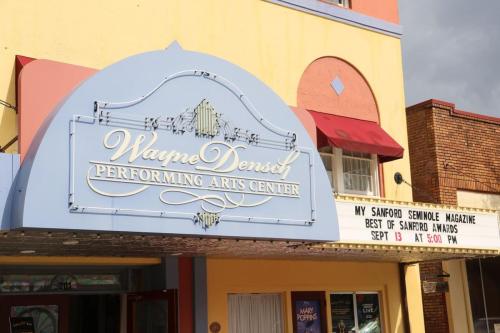 Wayne Densch
PERFORMING ARTS CENTER
MY SANFORD SEMINOLE MAGAZINE
BEST OF SANFORD AWARDS
SEPT 13 AT 5:00 PM
MARY
POPPINS